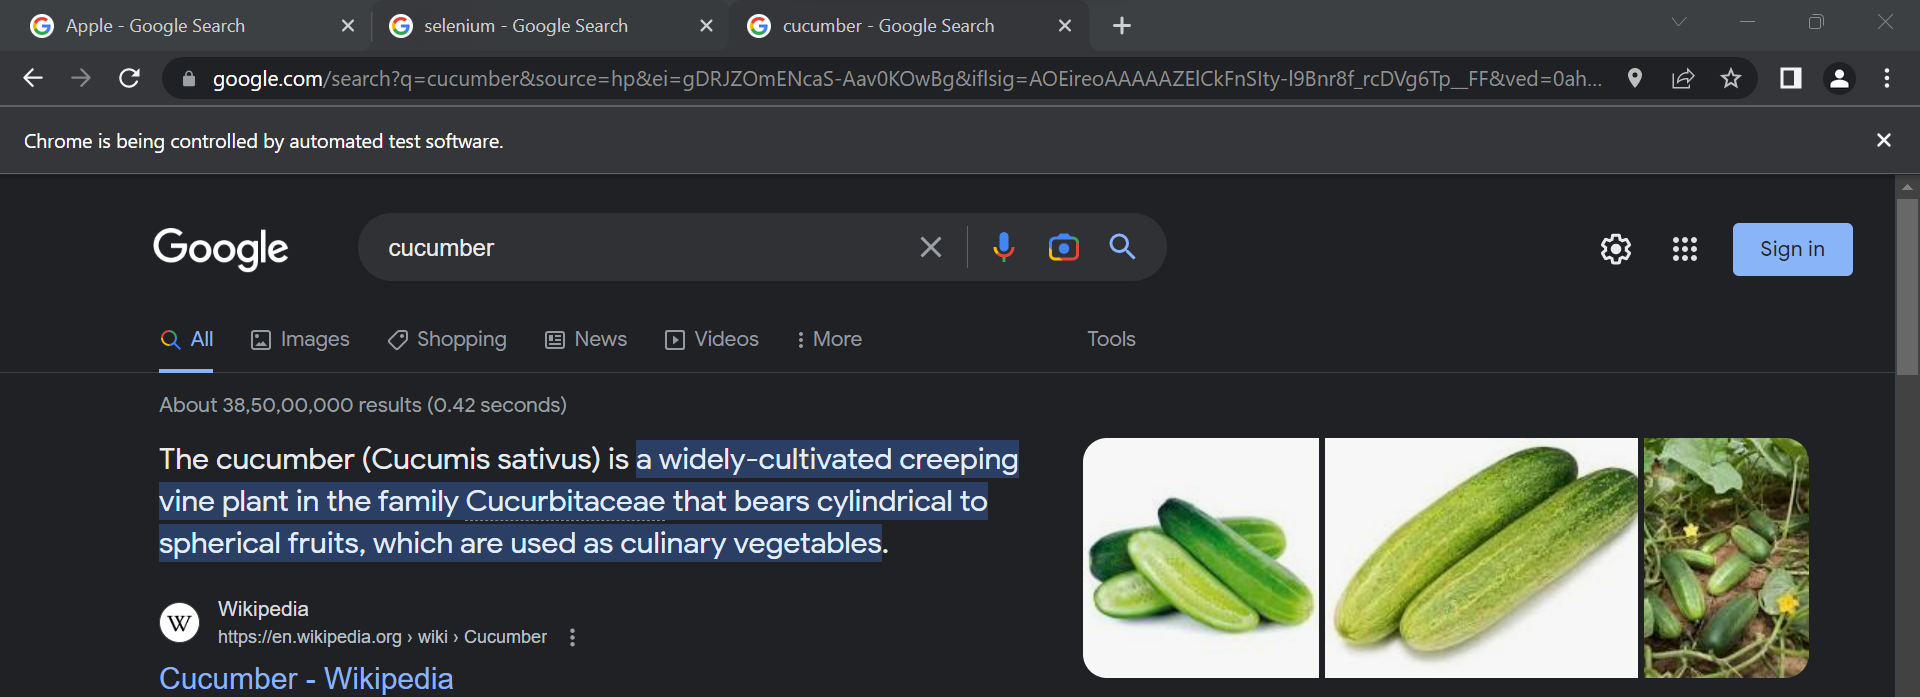 Apple - Google Search
selenium - Google Search
cucumber - Google Search
google.com/search?q=cucumber&source=hp&ei=gDRJZOmENcaS-Aav0KOwBg&iflsig=AOEireoAAAAAZElCkFnSIty-l9Bnr8f_rcDVg6Tp__FF&ved=0ah...
Chrome is being controlled by automated test software.
Google
cucumber
Sign in
All
Images
Shopping
News
Videos
More
Tools
About 38,50,00,000 results (0.42 seconds)
The cucumber (Cucumis sativus) is a widely-cultivated creeping
vine plant in the family Cucurbitaceae that bears cylindrical to
spherical fruits, which are used as culinary vegetables.
W
Wikipedia
https://en.wikipedia.org › wiki › Cucumber
Cucumber - Wikipedia